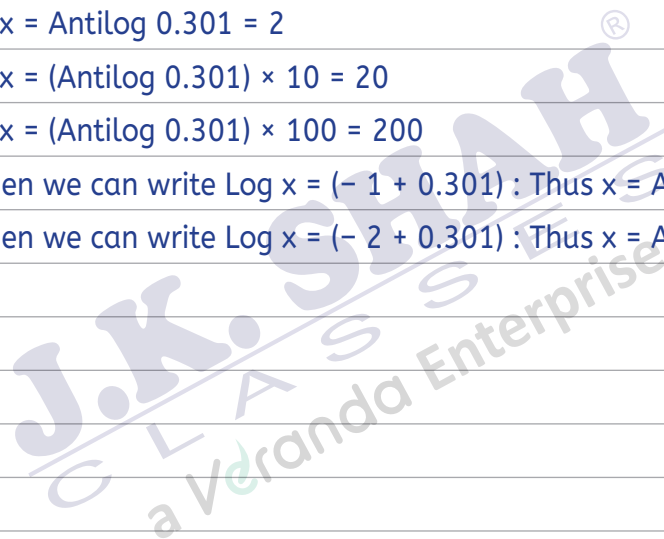 x = Antilog 0.301 = 2
x = (Antilog 0.301) × 10 = 20
x = (Antilog 0.301) × 100 = 200
en we can write Log x = (− 1 + 0.301) : Thus x = A
en we can write Log x = (− 2 + 0.301) : Thus x = A
J.K. SHAH ®
CLASSES
a Veranda Enterprise